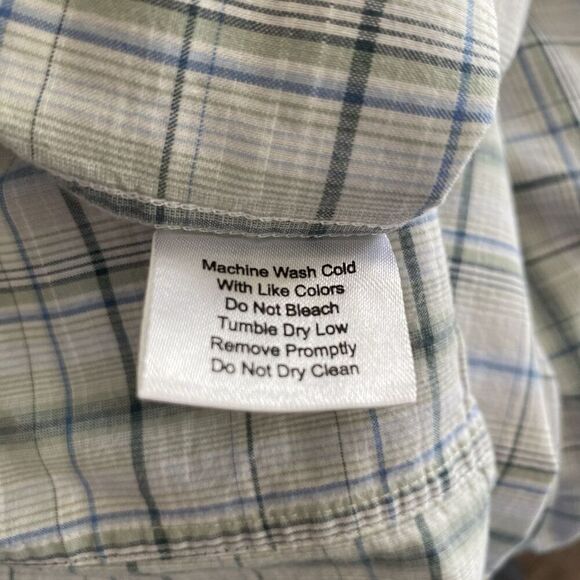 Machine Wash Cold
With Like Colors
Do Not Bleach
Tumble Dry Low
Remove Promptly
Do Not Dry Clean